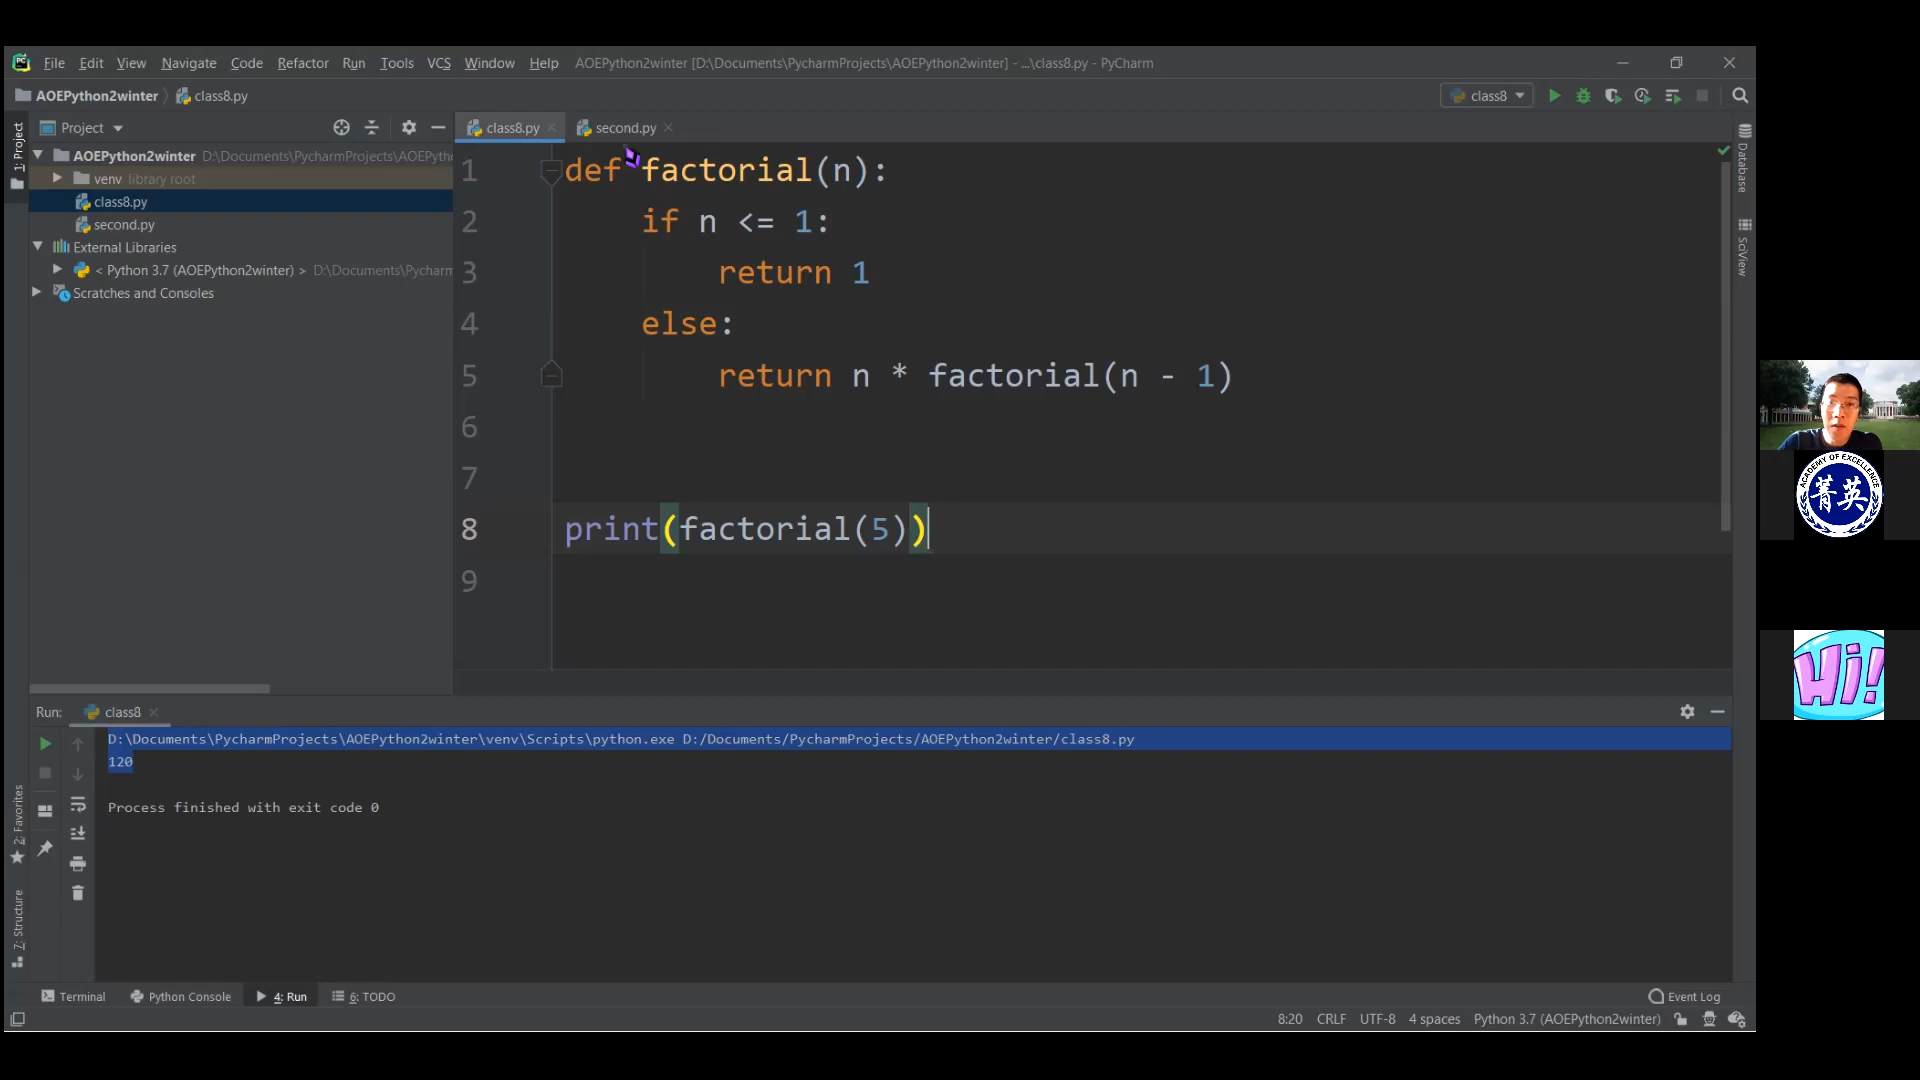 File Edit View Navigate Code Refactor Run Tools VCS Window Help AOEPython2winter [D:\Documents\PycharmProjects\AOEPython2winter] - ...\class8.py - PyCharm
AOEPython2winter class8.py class8
1: Project
Project
class8.py second.py
AOEPython2winter D:\Documents\PycharmProjects\AOEPytho
venv library root
class8.py
second.py
External Libraries
< Python 3.7 (AOEPython2winter) > D:\Documents\Pycharm
Scratches and Consoles
1 def factorial(n):
2 if n <= 1:
3 return 1
4 else:
5 return n * factorial(n - 1)
6
7
8 print(factorial(5))
9
Database
SciView
ACADEMY OF EXCELLENCE
菁英
Hi!
Run: class8
D:\Documents\PycharmProjects\AOEPython2winter\venv\Scripts\python.exe D:/Documents/PycharmProjects/AOEPython2winter/class8.py
120
Process finished with exit code 0
2: Favorites
7: Structure
Terminal Python Console 4: Run 6: TODO Event Log
8:20 CRLF UTF-8 4 spaces Python 3.7 (AOEPython2winter)